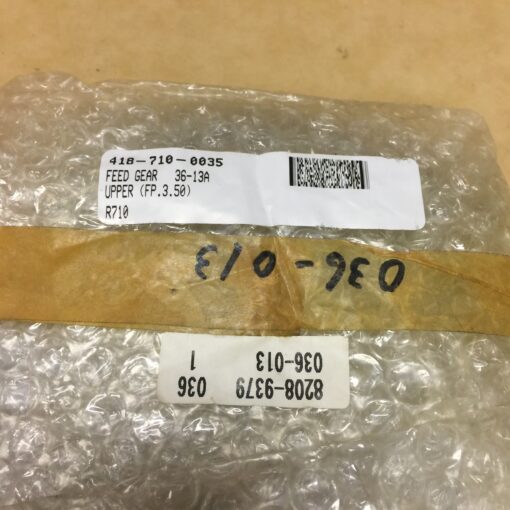 418-710-0035
FEED GEAR 36-13A
UPPER (FP.3.50)
R710
036-013
8208-9379 036
036-013 1